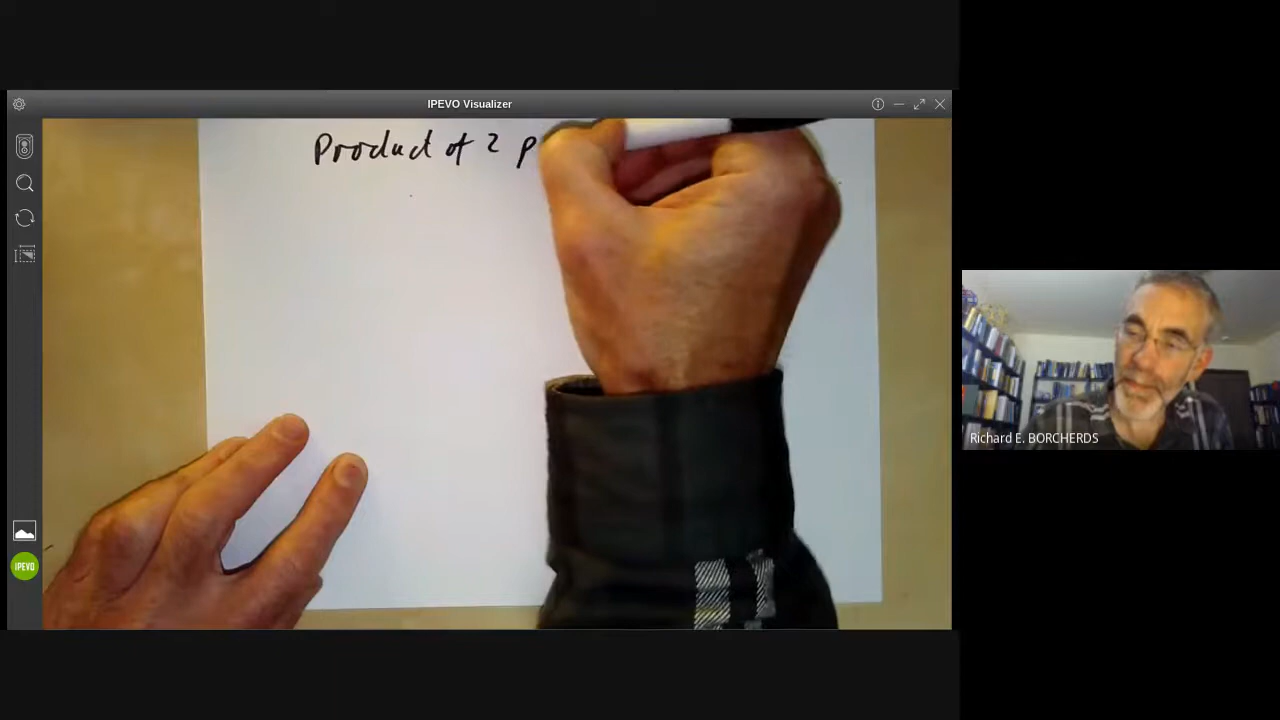 IPEVO Visualizer
Product of 2 p
IPEVO
Richard E. BORCHERDS